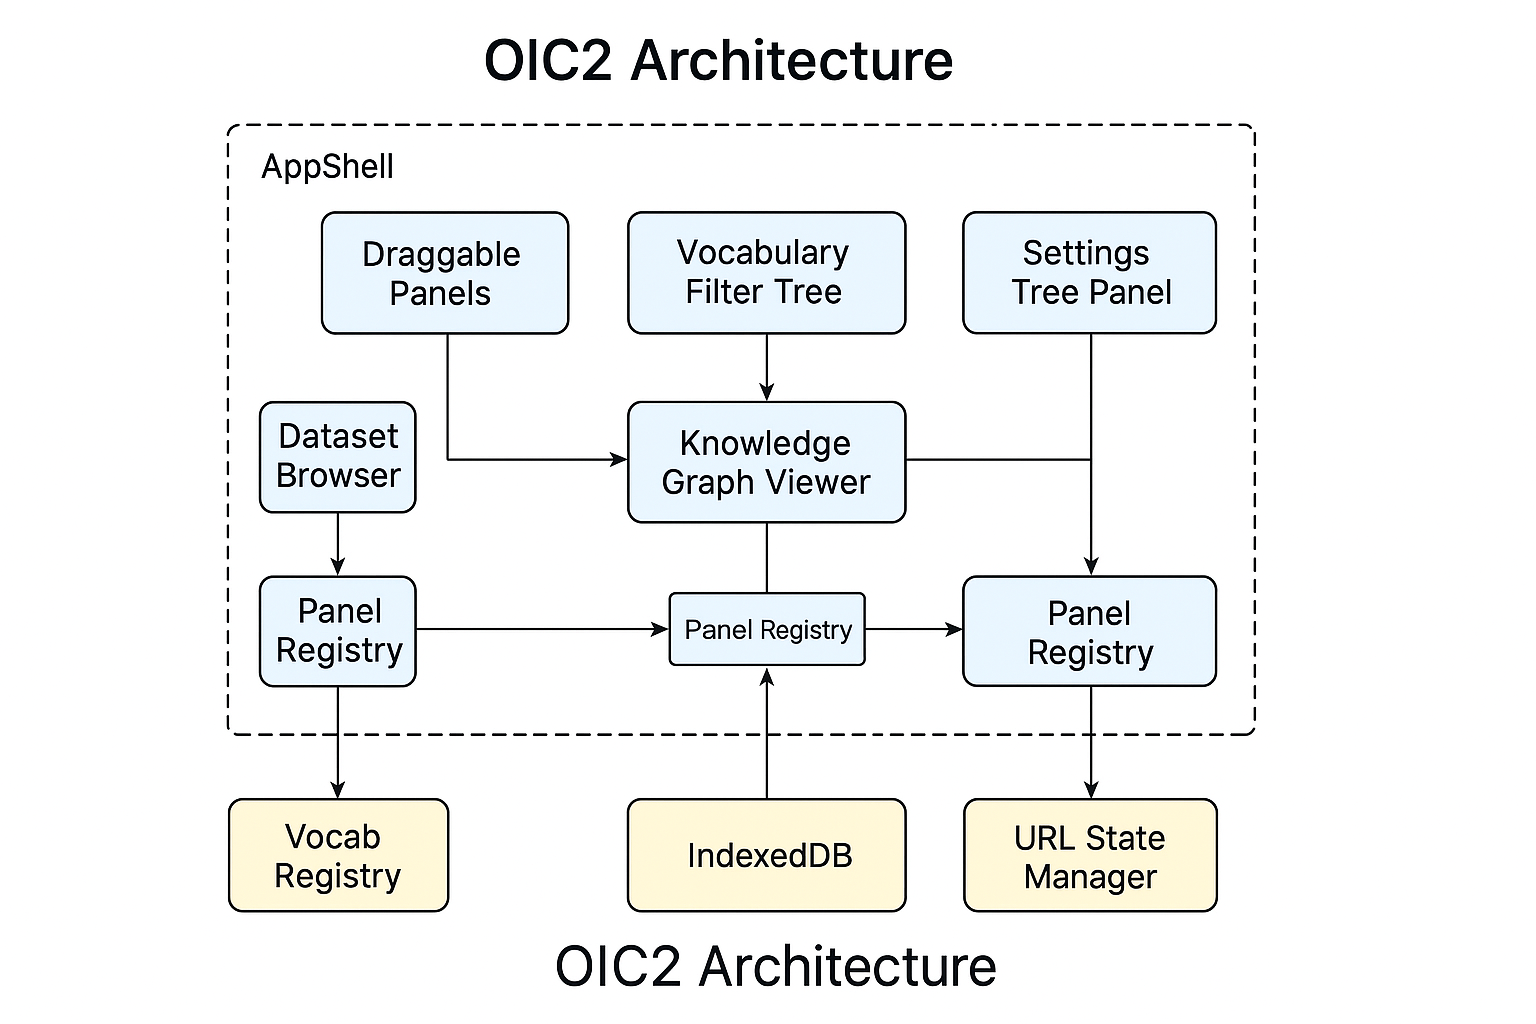 OIC2 Architecture
AppShell
Draggable
Panels
Vocabulary
Filter Tree
Settings
Tree Panel
Dataset
Browser
Knowledge
Graph Viewer
Panel
Registry
Panel Registry
Panel
Registry
Vocab
Registry
IndexedDB
URL State
Manager
OIC2 Architecture